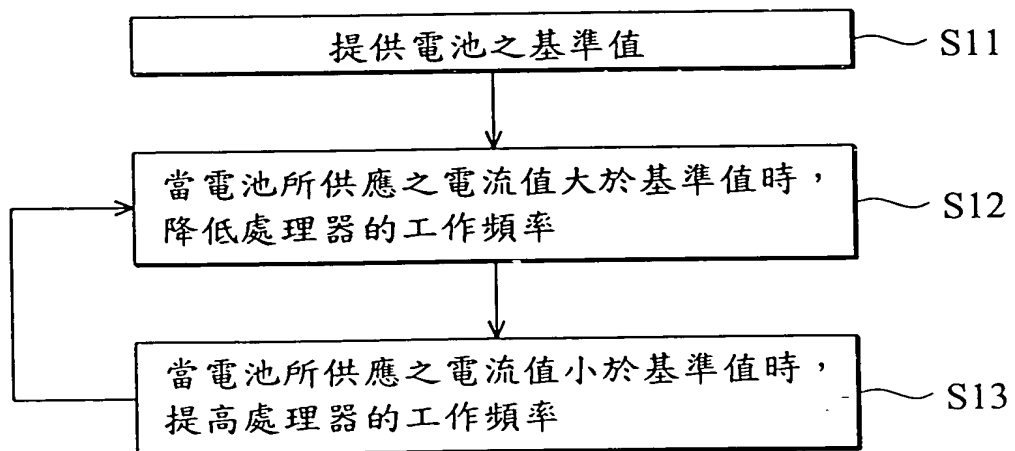 提供電池之基準值
S11
當電池所供應之電流值大於基準值時，
降低處理器的工作頻率
S12
當電池所供應之電流值小於基準值時，
提高處理器的工作頻率
S13